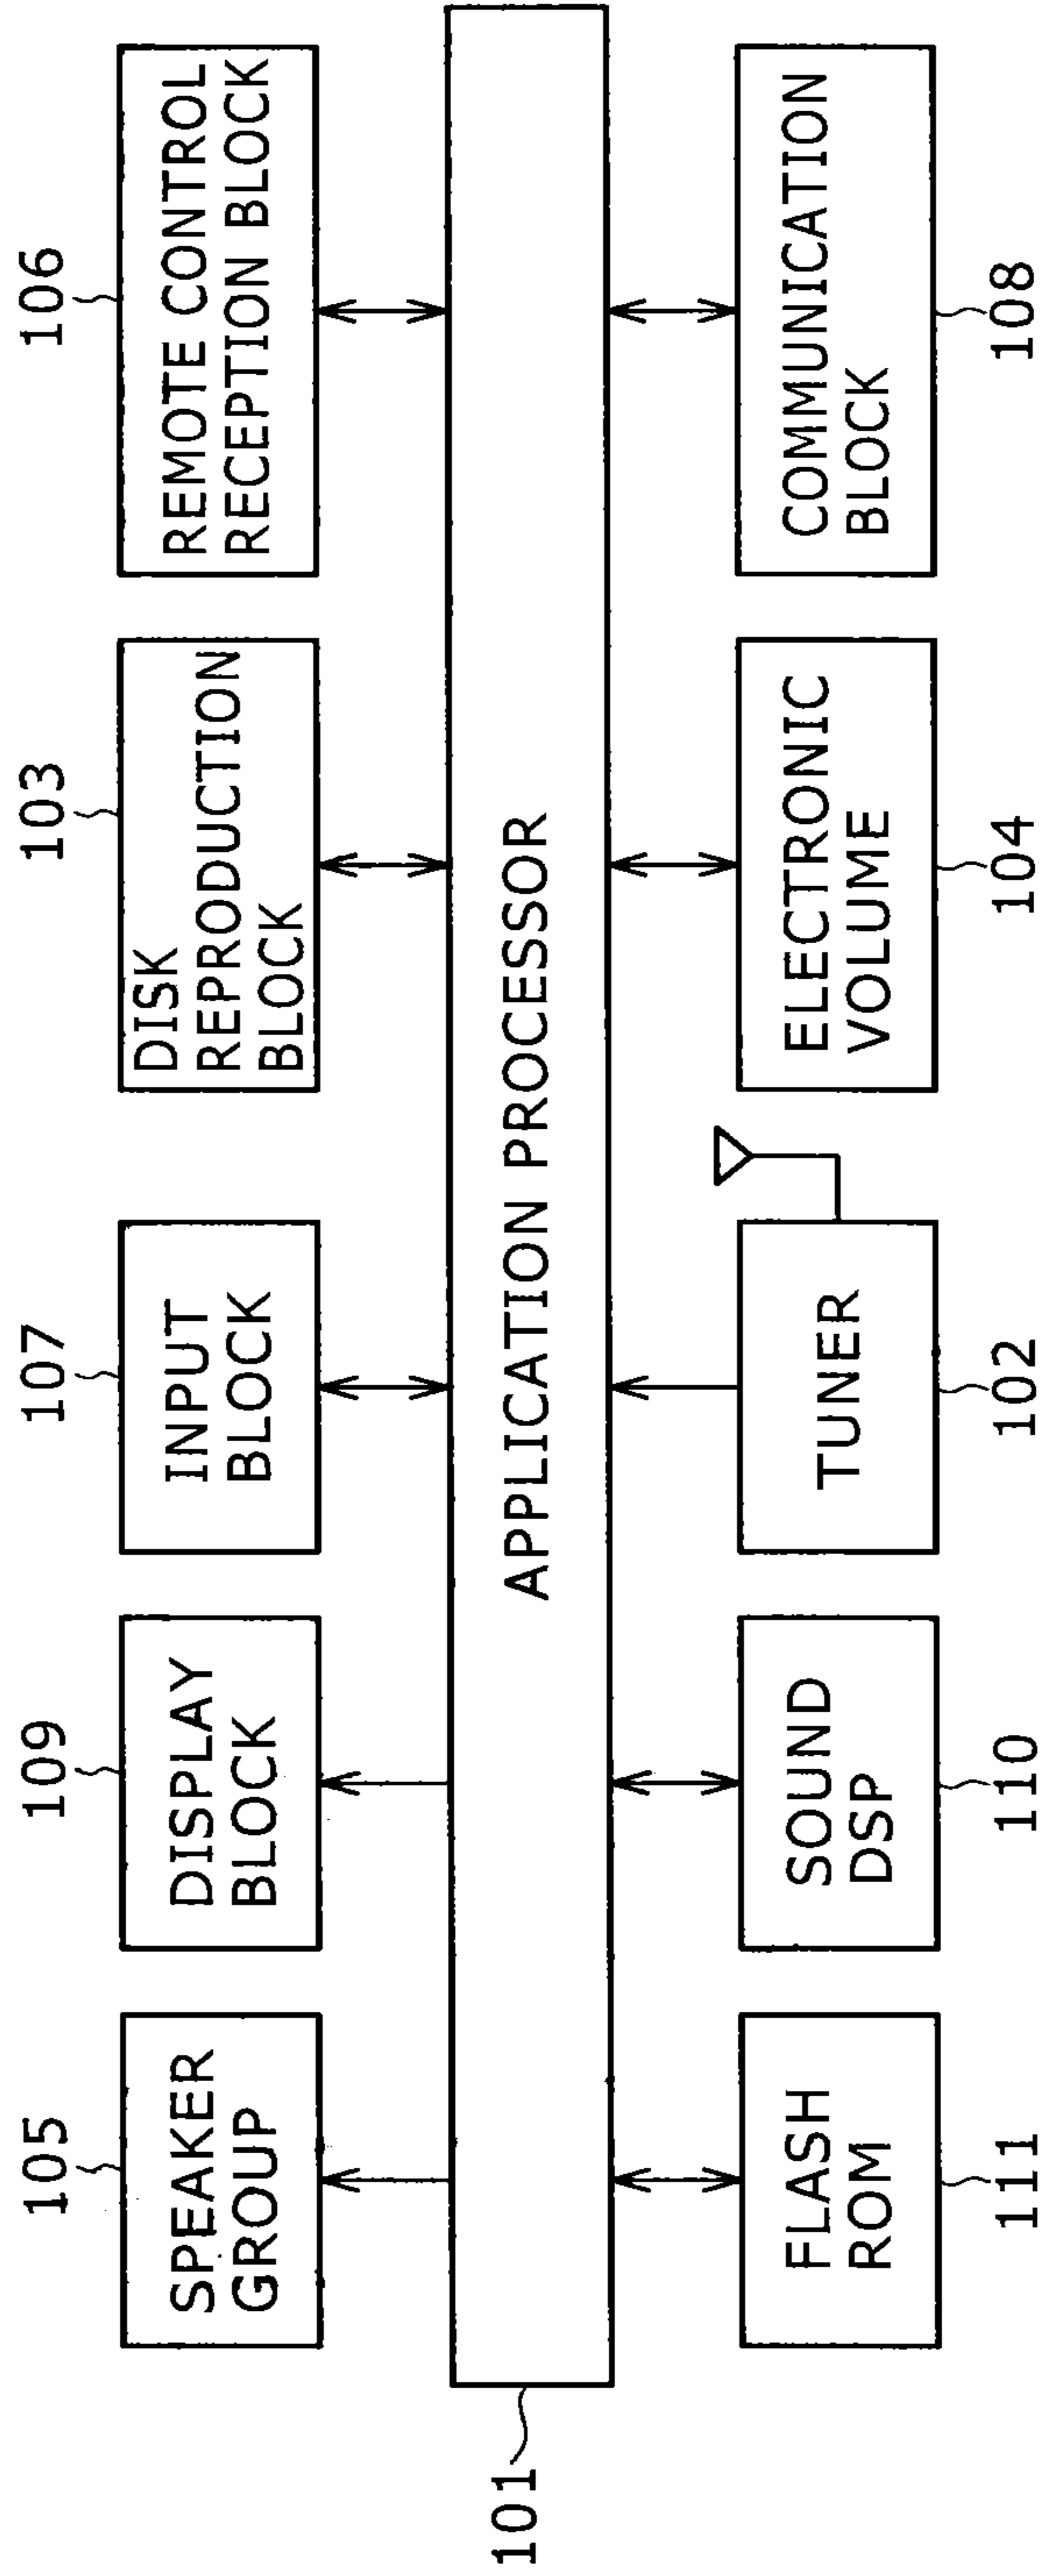 105
109
107
103
106
SPEAKER
GROUP
DISPLAY
BLOCK
INPUT
BLOCK
DISK
REPRODUCTION
BLOCK
REMOTE CONTROL
RECEPTION BLOCK
101
APPLICATION PROCESSOR
FLASH
ROM
SOUND
DSP
TUNER
ELECTRONIC
VOLUME
COMMUNICATION
BLOCK
111
110
102
104
108